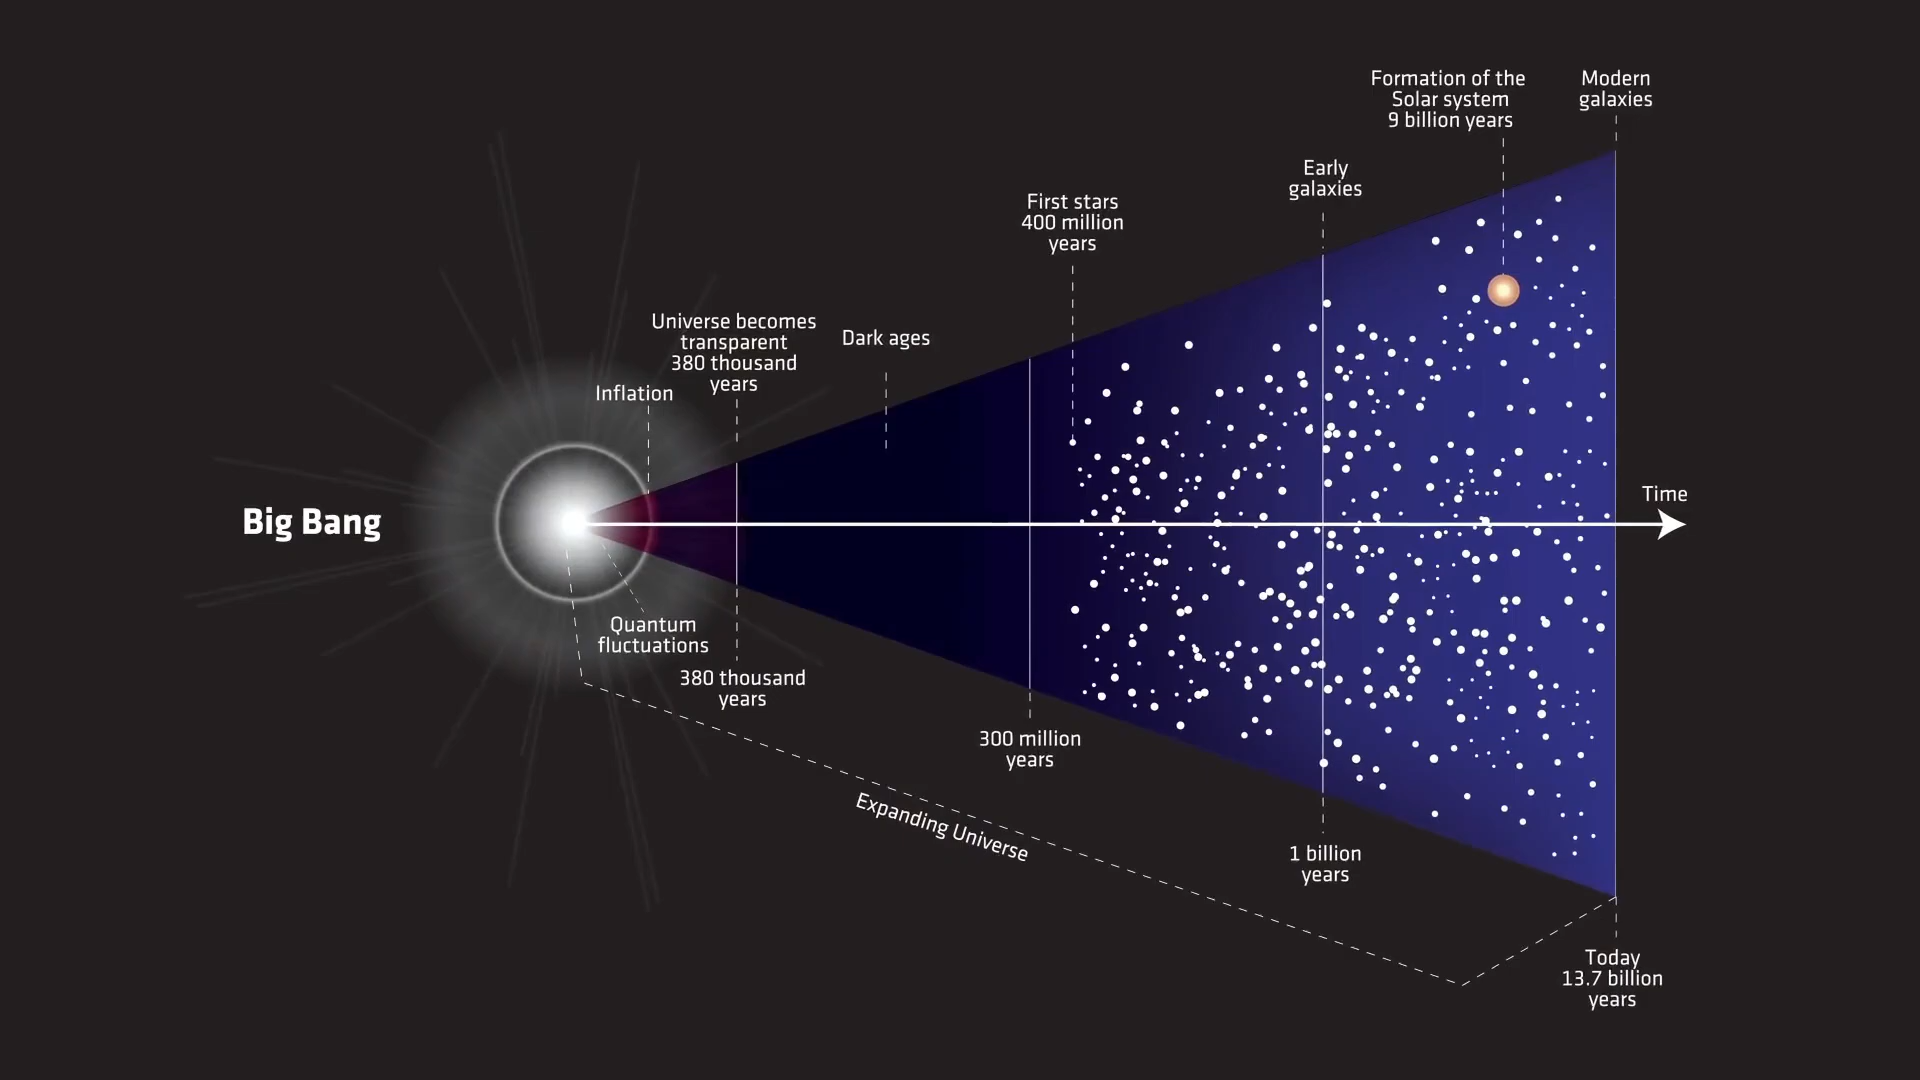 Formation of the
Solar system
9 billion years
Modern
galaxies
Early
galaxies
First stars
400 million
years
Universe becomes
transparent
380 thousand
years
Dark ages
Inflation
Big Bang
Time
Quantum
fluctuations
380 thousand
years
300 million
years
Expanding Universe
1 billion
years
Today
13.7 billion
years